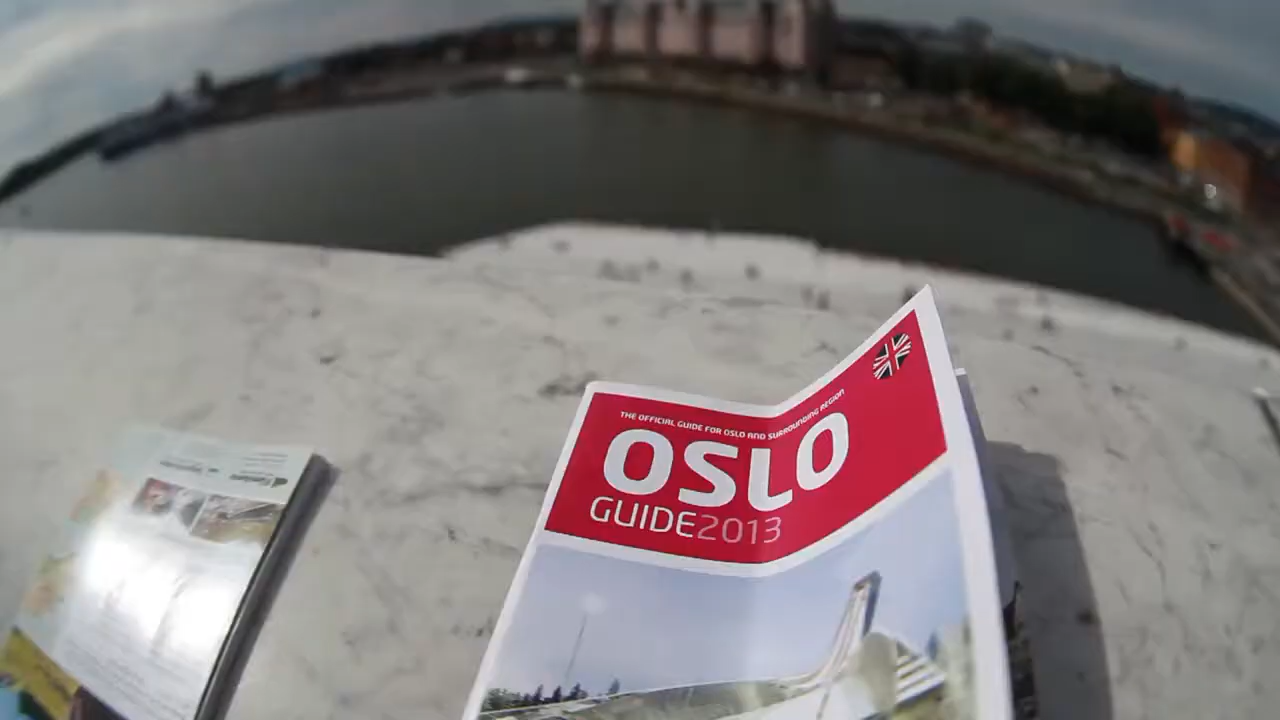 THE OFFICIAL GUIDE FOR OSLO AND SURROUNDING REGION
OSLO
GUIDE2013